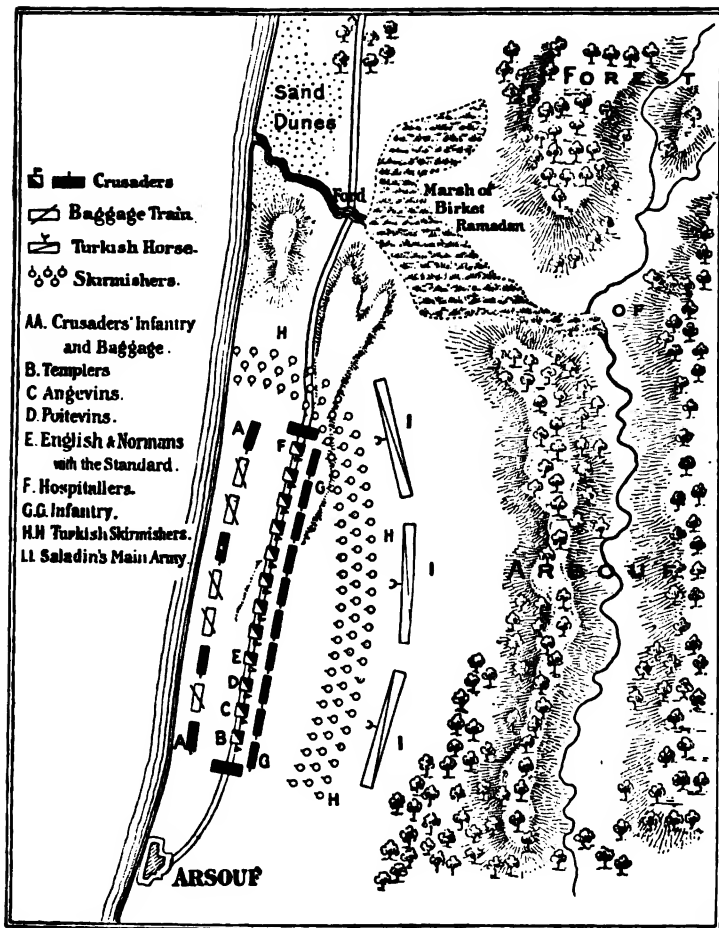 Sand
Dunes
FOREST
Ford
Marsh of
Birket
Ramadan
OF
ARSOUF
Crusaders
Baggage Train.
Turkish Horse.
Skirmishers.
AA. Crusaders' Infantry
and Baggage.
B. Templers
C Angevins.
D. Poitevins.
E. English & Normans
with the Standard.
F. Hospitallers.
G.G. Infantry.
H.H Turkish Skirmishers.
I.I. Saladin's Main Army.
H
A
F
G
I
H
I
E
D
C
B
A
G
I
H
ARSOUF